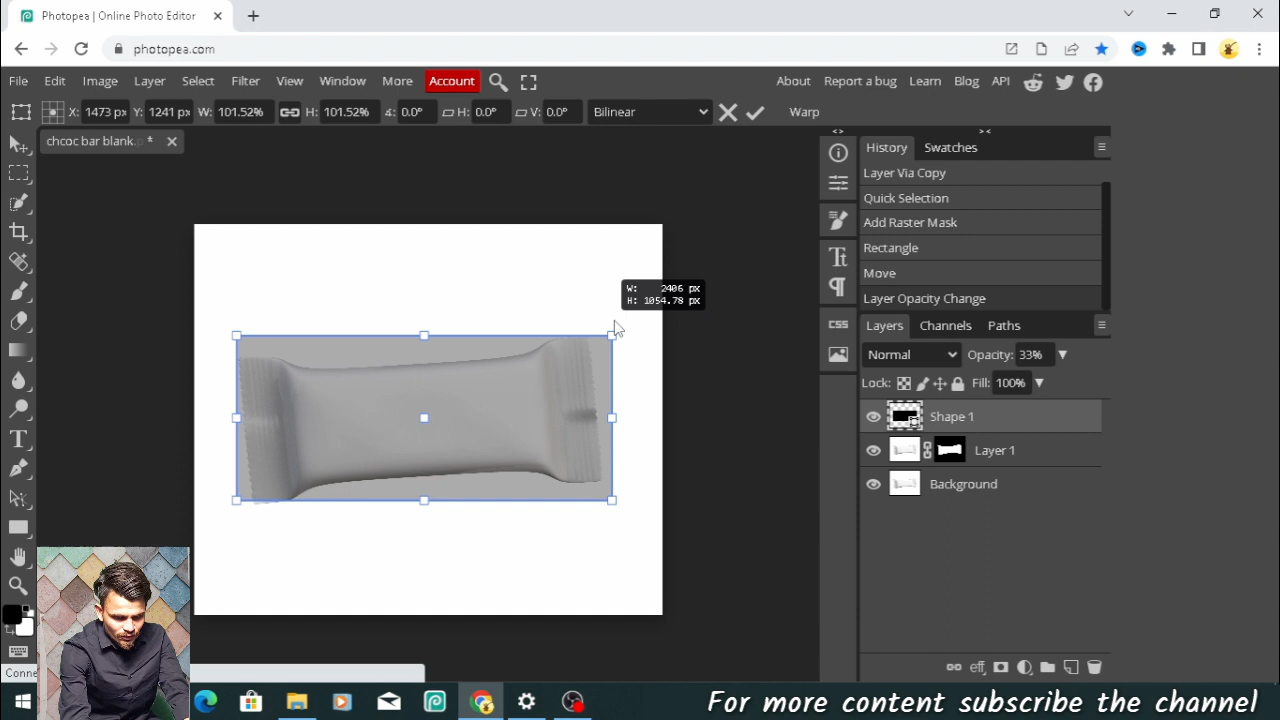 Photopea | Online Photo Editor
photopea.com
File Edit Image Layer Select Filter View Window More Account About Report a bug Learn Blog API
X: 1473 px Y: 1241 px W: 101.52% H: 101.52% 0.0° H: 0.0° V: 0.0° Bilinear Warp
chcoc bar blank. *
History Swatches
Layer Via Copy
Quick Selection
Add Raster Mask
Rectangle
Move
Layer Opacity Change
W: 2406 px
H: 1054.78 px
CSS
Layers Channels Paths
Normal Opacity: 33%
Lock: Fill: 100%
Shape 1
Layer 1
Background
eff
Conne
For more content subscribe the channel